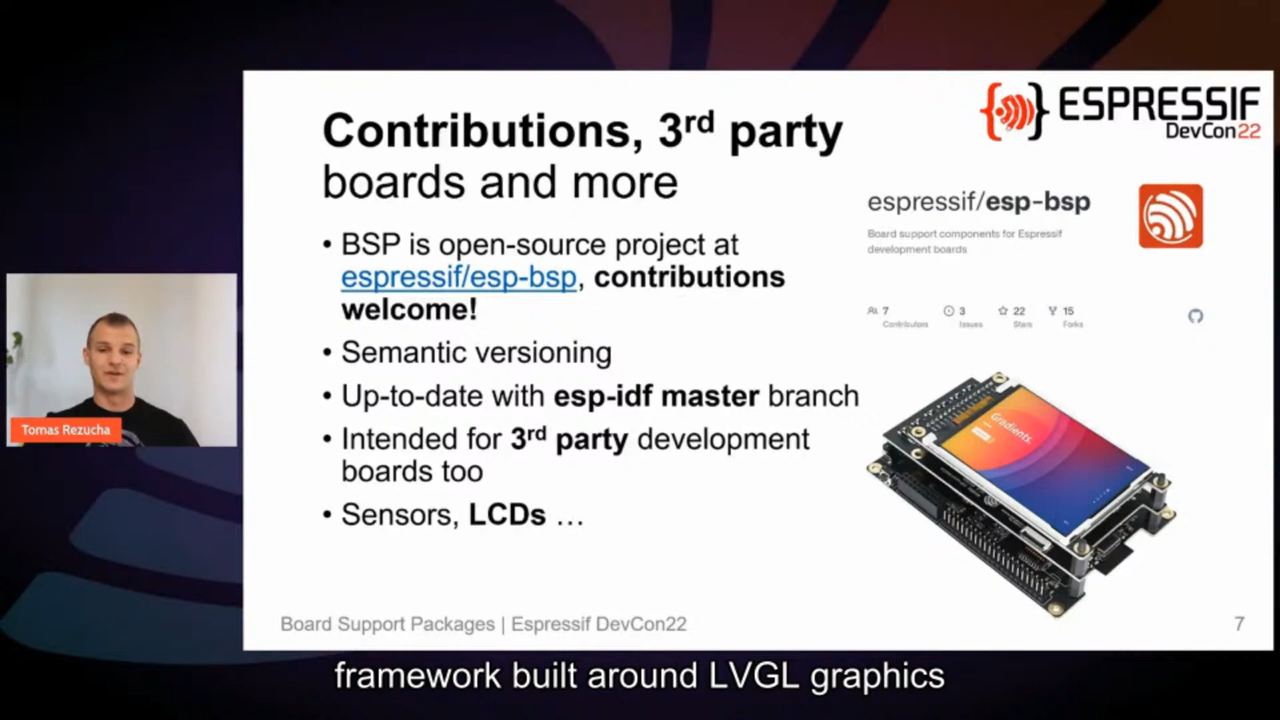 ESPRESSIF
DevCon22
Contributions, 3rd party
boards and more
• BSP is open-source project at
espressif/esp-bsp, contributions
welcome!
• Semantic versioning
• Up-to-date with esp-idf master branch
• Intended for 3rd party development
boards too
• Sensors, LCDs …
espressif/esp-bsp
Board support components for Espressif
development boards
7 3 22 15
Contributors Issues Stars Forks
Gradients.
Tomas Rezucha
Board Support Packages | Espressif DevCon22
7
framework built around LVGL graphics